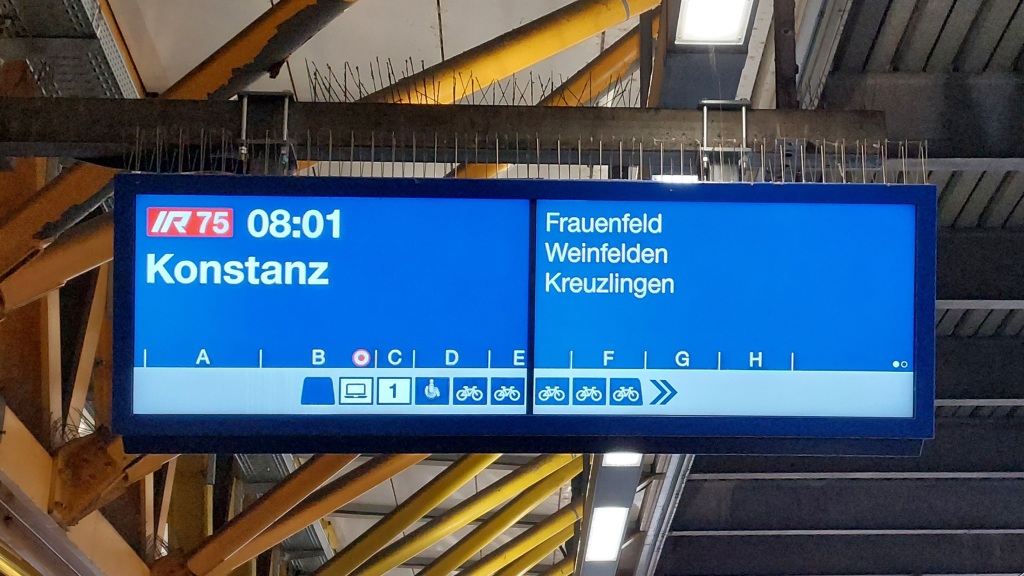 IR 75 08:01
Konstanz
Frauenfeld
Weinfelden
Kreuzlingen
A B C D E F G H
1